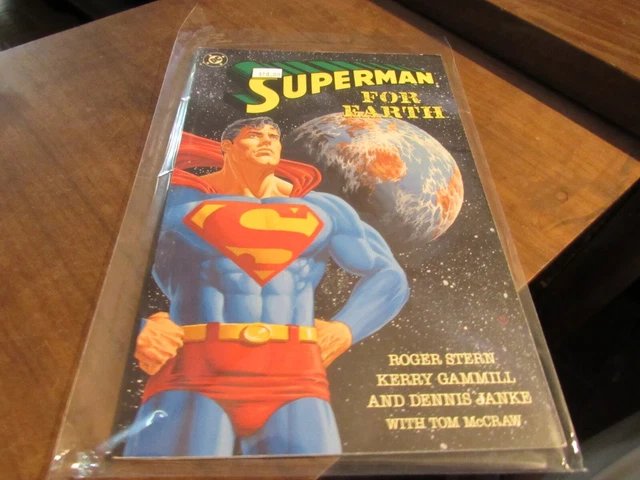 SUPERMAN
FOR
EARTH
ROGER STERN
KERRY GAMMILL
AND DENNIS JANKE
WITH TOM McCRAW